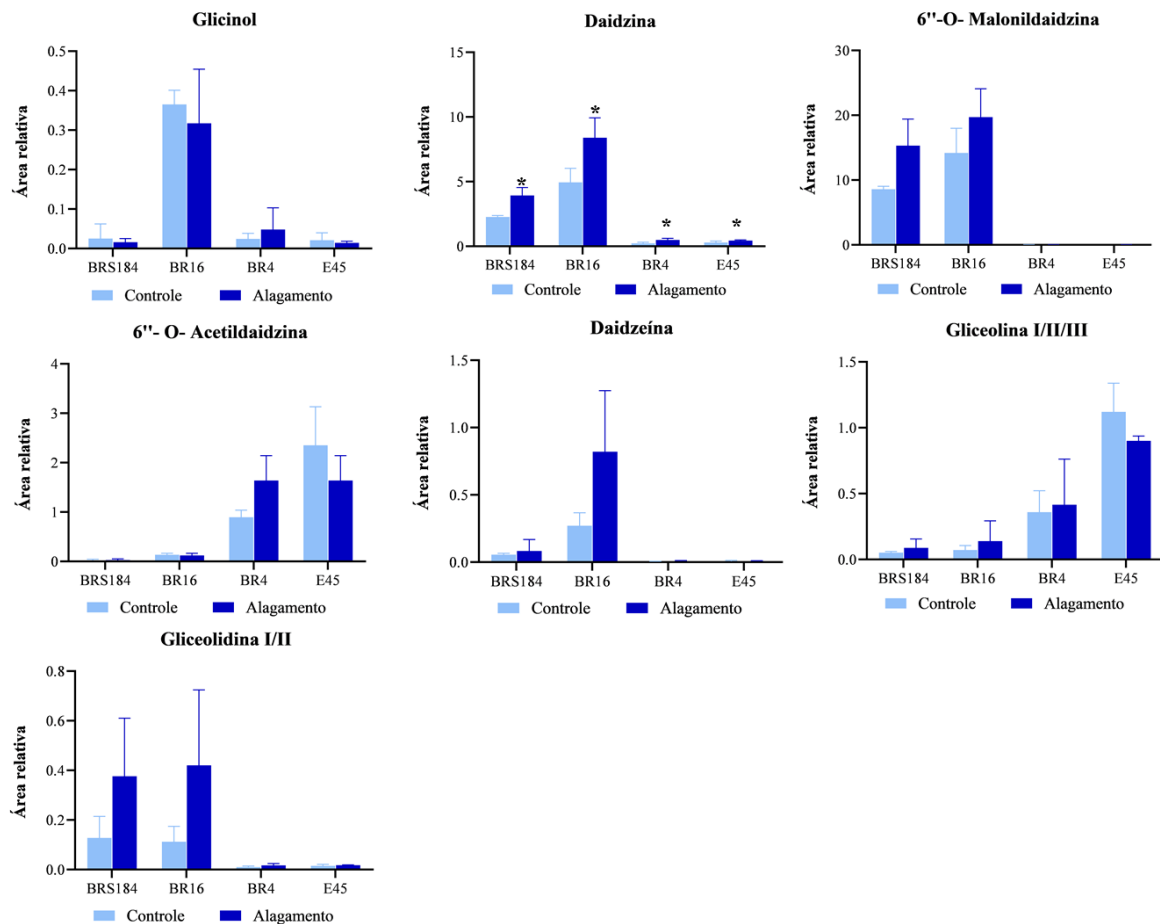 Glicinol
Área relativa
0.5
0.4
0.3
0.2
0.1
0.0
BRS184 BR16 BR4 E45
Controle Alagamento
Daidzina
Área relativa
15
10
5
0
* * * *
BRS184 BR16 BR4 E45
Controle Alagamento
6''-O- Malonildaidzina
Área relativa
30
20
10
0
BRS184 BR16 BR4 E45
Controle Alagamento
6''- O- Acetildaidzina
Área relativa
4
3
2
1
0
BRS184 BR16 BR4 E45
Controle Alagamento
Daidzeína
Área relativa
1.5
1.0
0.5
0.0
BRS184 BR16 BR4 E45
Controle Alagamento
Gliceolina I/II/III
Área relativa
1.5
1.0
0.5
0.0
BRS184 BR16 BR4 E45
Controle Alagamento
Gliceolidina I/II
Área relativa
0.8
0.6
0.4
0.2
0.0
BRS184 BR16 BR4 E45
Controle Alagamento